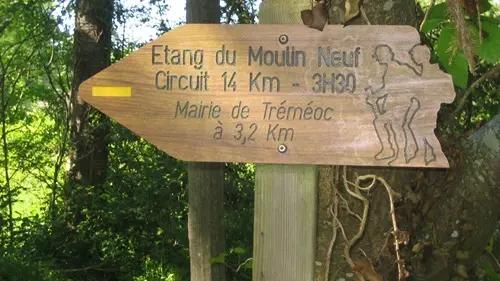 Etang du Moulin Neuf
Circuit 14 Km - 3H30
Mairie de Tréméoc
à 3,2 Km